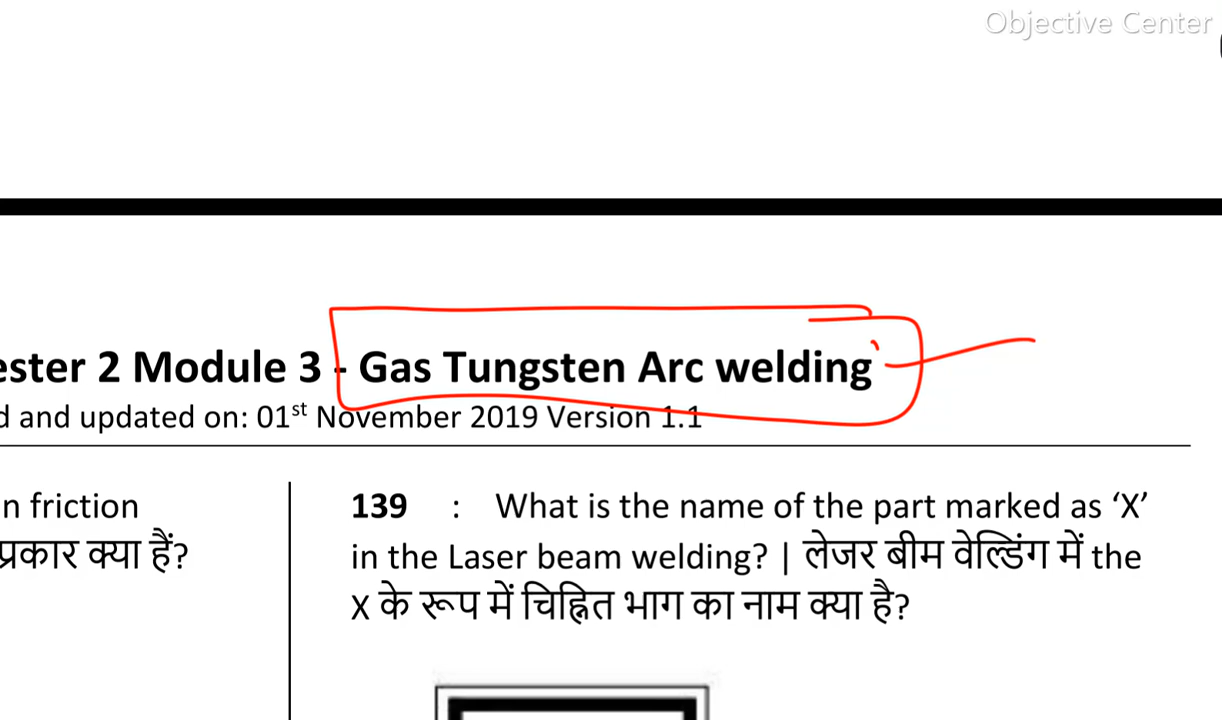 Objective Center
ester 2 Module 3 - Gas Tungsten Arc welding
d and updated on: 01st November 2019 Version 1.1
n friction
प्रकार क्या हैं?
139 : What is the name of the part marked as ‘X’
in the Laser beam welding? | लेजर बीम वेल्डिंग में the
X के रूप में चिह्नित भाग का नाम क्या है?